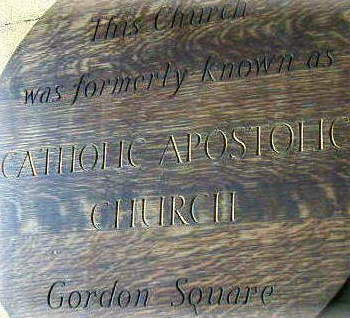 This Church
was formerly known as
CATHOLIC APOSTOLIC
CHURCH
Gordon Square